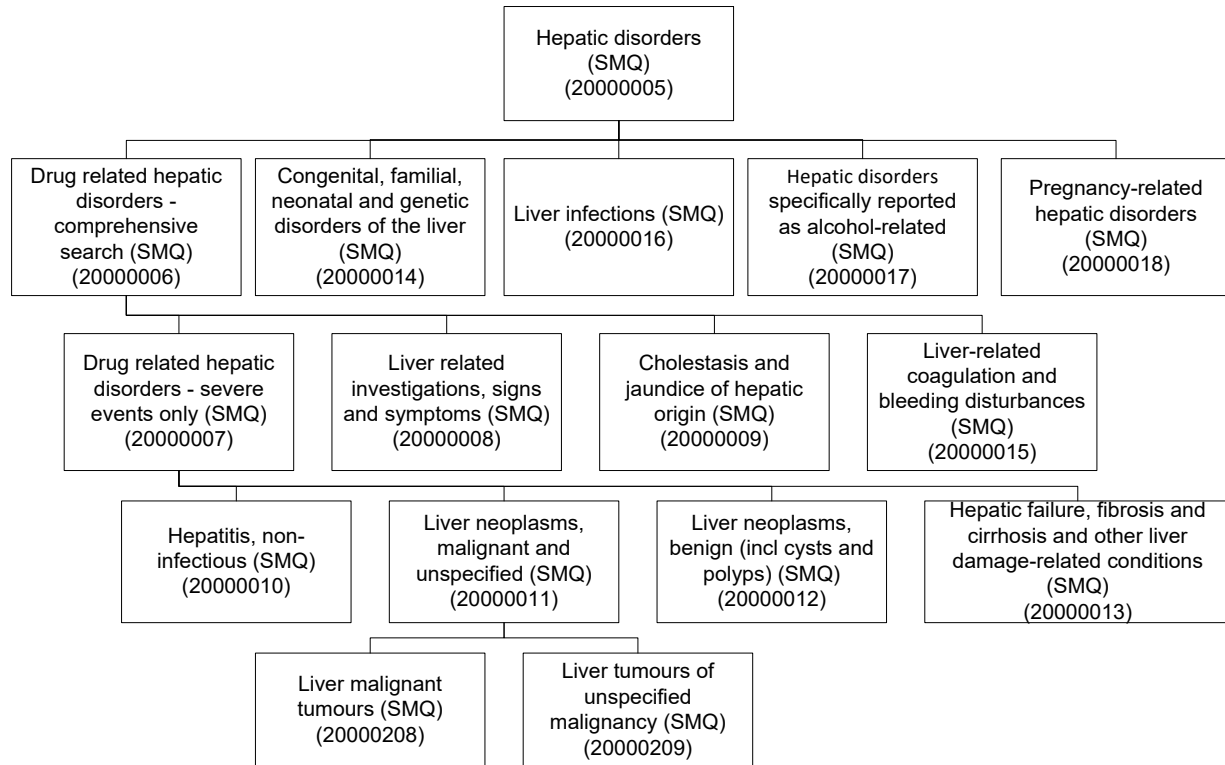 Hepatic disorders
(SMQ)
(20000005)
Drug related hepatic
disorders -
comprehensive
search (SMQ)
(20000006)
Congenital, familial,
neonatal and genetic
disorders of the liver
(SMQ)
(20000014)
Liver infections (SMQ)
(20000016)
Hepatic disorders
specifically reported
as alcohol-related
(SMQ)
(20000017)
Pregnancy-related
hepatic disorders
(SMQ)
(20000018)
Drug related hepatic
disorders - severe
events only (SMQ)
(20000007)
Liver related
investigations, signs
and symptoms (SMQ)
(20000008)
Cholestasis and
jaundice of hepatic
origin (SMQ)
(20000009)
Liver-related
coagulation and
bleeding disturbances
(SMQ)
(20000015)
Hepatitis, non-
infectious (SMQ)
(20000010)
Liver neoplasms,
malignant and
unspecified (SMQ)
(20000011)
Liver neoplasms,
benign (incl cysts and
polyps) (SMQ)
(20000012)
Hepatic failure, fibrosis and
cirrhosis and other liver
damage-related conditions
(SMQ)
(20000013)
Liver malignant
tumours (SMQ)
(20000208)
Liver tumours of
unspecified
malignancy (SMQ)
(20000209)